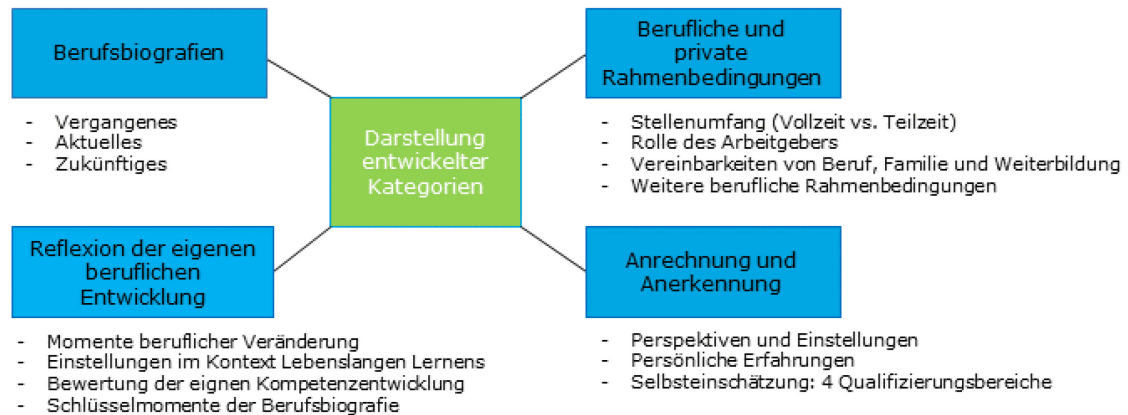 Berufsbiografien
- Vergangenes
- Aktuelles
- Zukünftiges
Berufliche und
private
Rahmenbedingungen
- Stellenumfang (Vollzeit vs. Teilzeit)
- Rolle des Arbeitgebers
- Vereinbarkeiten von Beruf, Familie und Weiterbildung
- Weitere berufliche Rahmenbedingungen
Darstellung
entwickelter
Kategorien
Reflexion der eigenen
beruflichen
Entwicklung
- Momente beruflicher Veränderung
- Einstellungen im Kontext Lebenslangen Lernens
- Bewertung der eignen Kompetenzentwicklung
- Schlüsselmomente der Berufsbiografie
Anrechnung und
Anerkennung
- Perspektiven und Einstellungen
- Persönliche Erfahrungen
- Selbsteinschätzung: 4 Qualifizierungsbereiche